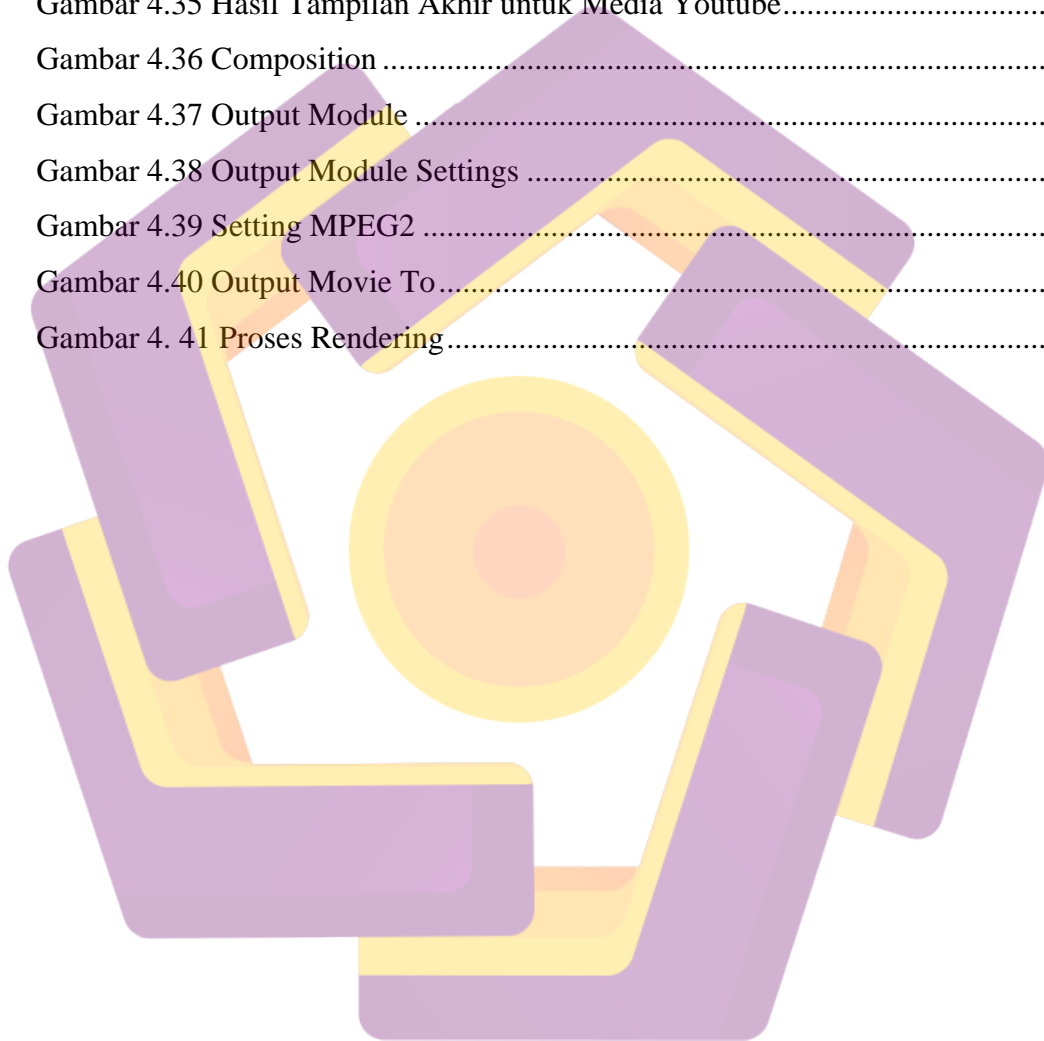 Gambar 4.35 Hasil Tampilan Akhir untuk Media Youtube.................................
Gambar 4.36 Composition ..................................................................................
Gambar 4.37 Output Module ..............................................................................
Gambar 4.38 Output Module Settings ................................................................
Gambar 4.39 Setting MPEG2 .............................................................................
Gambar 4.40 Output Movie To...........................................................................
Gambar 4. 41 Proses Rendering..........................................................................